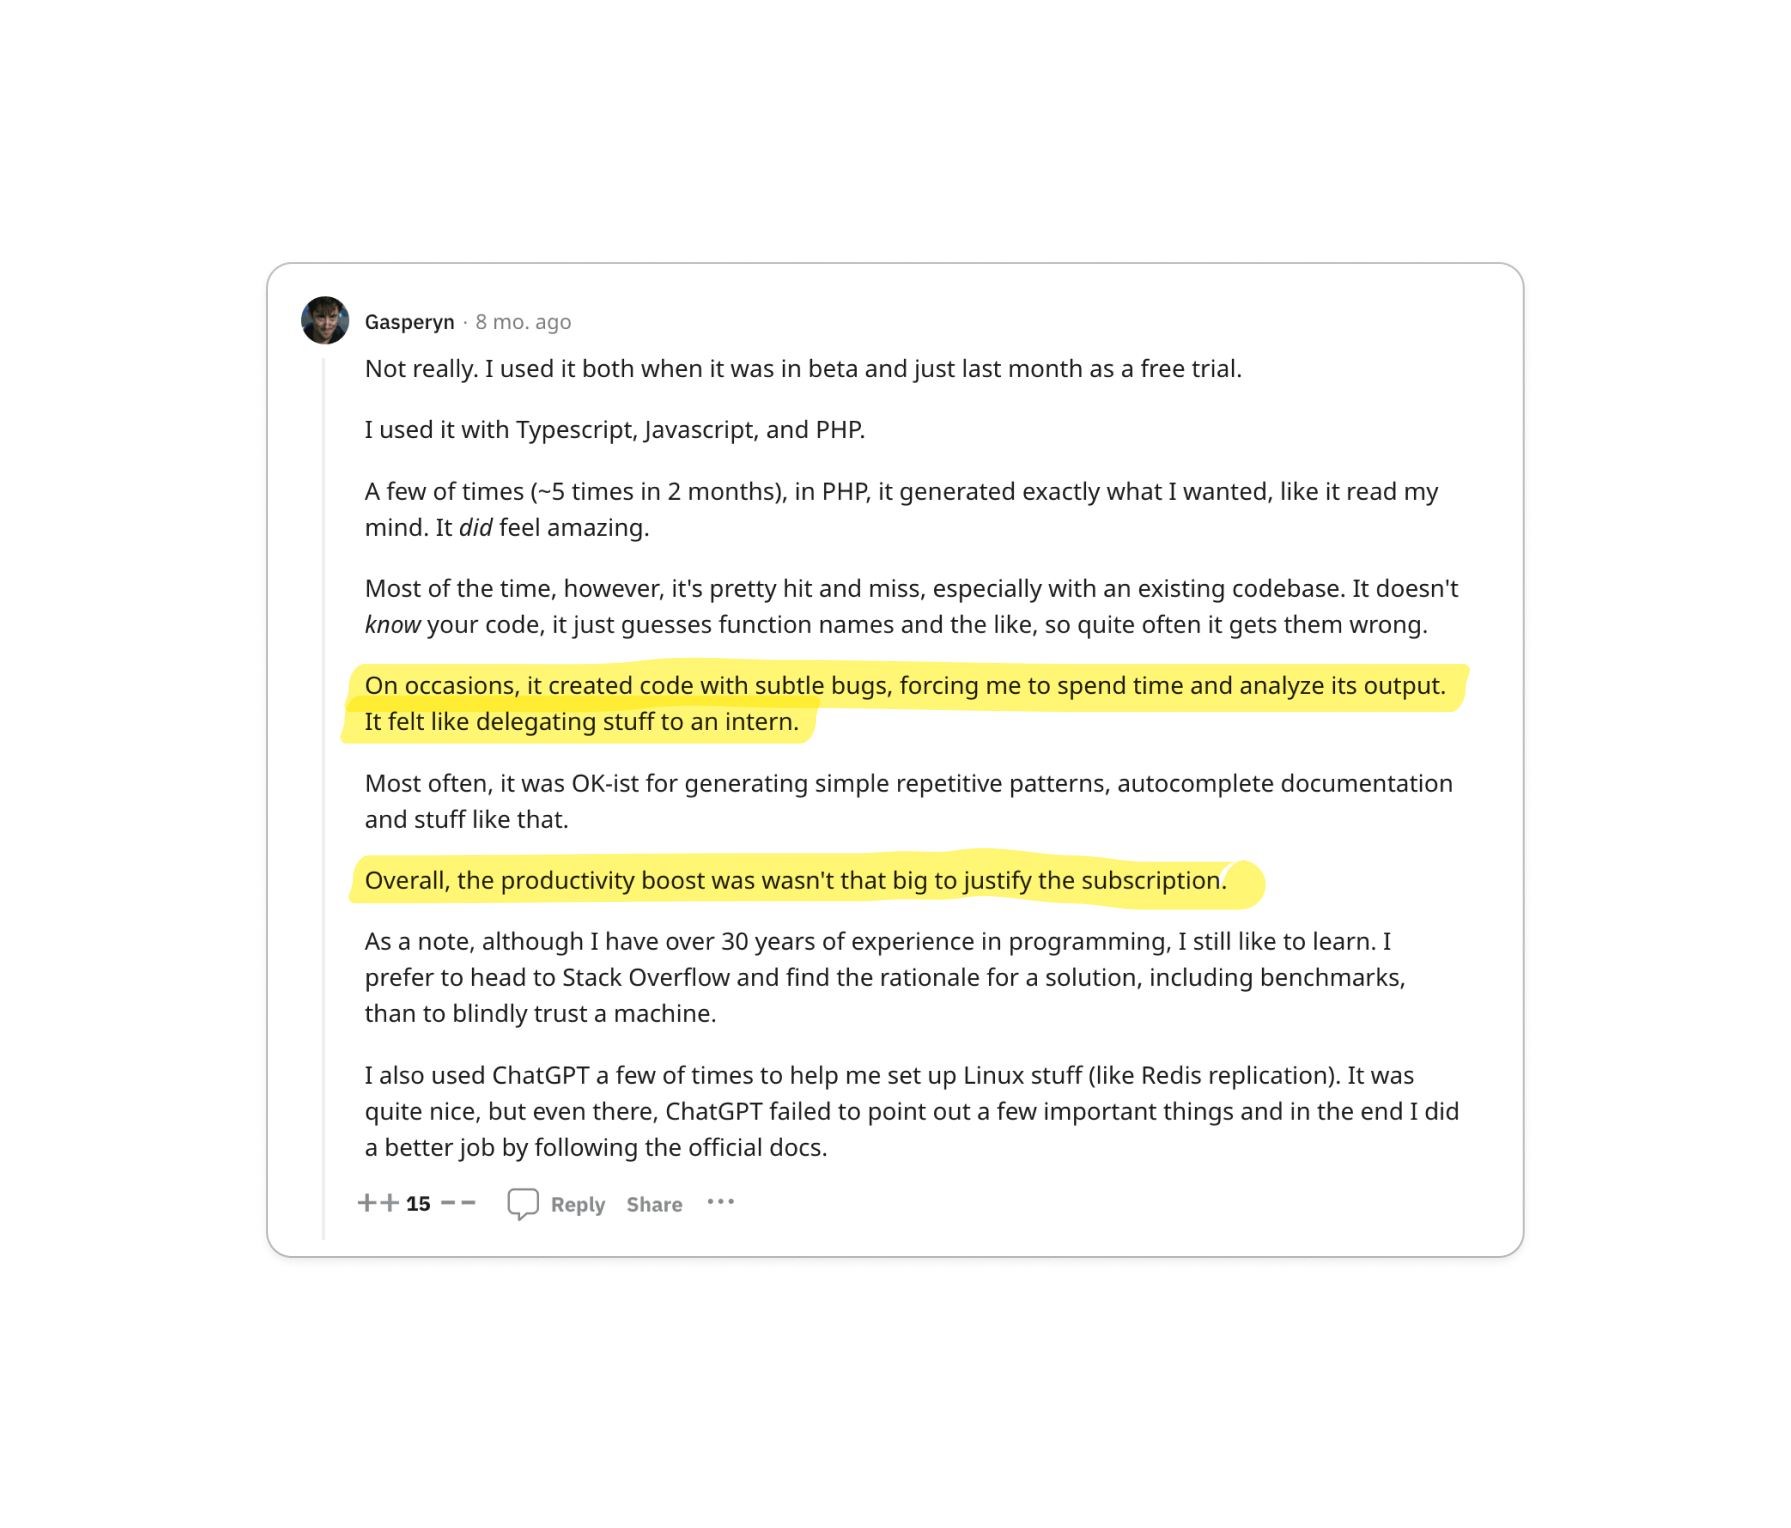 Gasperyn · 8 mo. ago
Not really. I used it both when it was in beta and just last month as a free trial.
I used it with Typescript, Javascript, and PHP.
A few of times (~5 times in 2 months), in PHP, it generated exactly what I wanted, like it read my
mind. It did feel amazing.
Most of the time, however, it's pretty hit and miss, especially with an existing codebase. It doesn't
know your code, it just guesses function names and the like, so quite often it gets them wrong.
On occasions, it created code with subtle bugs, forcing me to spend time and analyze its output.
It felt like delegating stuff to an intern.
Most often, it was OK-ist for generating simple repetitive patterns, autocomplete documentation
and stuff like that.
Overall, the productivity boost was wasn't that big to justify the subscription.
As a note, although I have over 30 years of experience in programming, I still like to learn. I
prefer to head to Stack Overflow and find the rationale for a solution, including benchmarks,
than to blindly trust a machine.
I also used ChatGPT a few of times to help me set up Linux stuff (like Redis replication). It was
quite nice, but even there, ChatGPT failed to point out a few important things and in the end I did
a better job by following the official docs.
++ 15 -- Reply Share ...